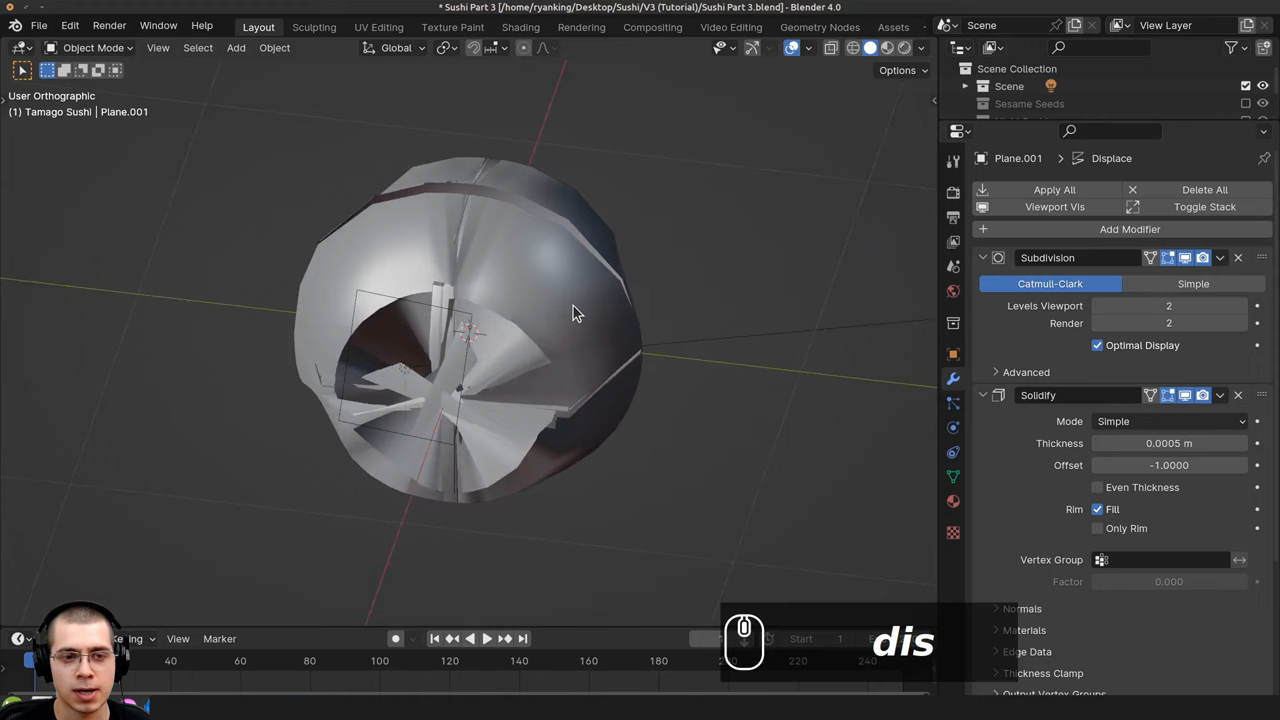 * Sushi Part 3 [/home/ryanking/Desktop/Sushi/V3 (Tutorial)/Sushi Part 3.blend] - Blender 4.0
File Edit Render Window Help Layout Sculpting UV Editing Texture Paint Shading Rendering Compositing Video Editing Geometry Nodes Scene View Layer
Object Mode View Select Add Object Global
Options
User Orthographic
(1) Tamago Sushi | Plane.001
Scene Collection
Scene
Sesame Seeds
Plane.001 > Displace
Apply All Delete All
Viewport Vis Toggle Stack
Add Modifier
Subdivision
Catmull-Clark Simple
Levels Viewport 2
Render 2
Optimal Display
Advanced
Solidify
Mode Simple
Thickness 0.0005 m
Offset -1.0000
Even Thickness
Rim Fill
Only Rim
Vertex Group
Factor 0.000
Normals
Materials
Edge Data
Thickness Clamp
Output Vertex Groups
dis
View Marker Start 1
40 60 80 100 120 140 160 180 200 220 240